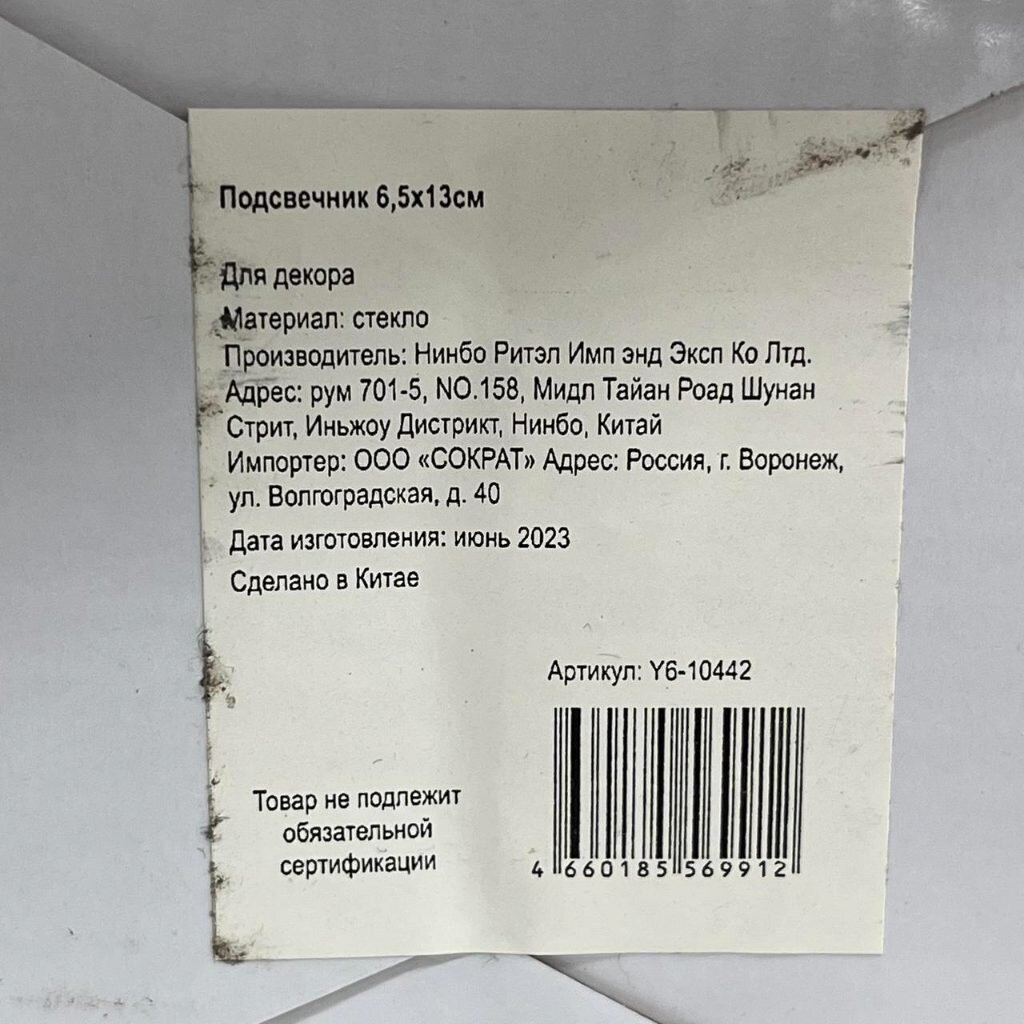 Подсвечник 6,5х13см
Для декора
Материал: стекло
Производитель: Нинбо Ритэл Имп энд Эксп Ко Лтд.
Адрес: рум 701-5, NO.158, Мидл Тайан Роад Шунан
Стрит, Иньжоу Дистрикт, Нинбо, Китай
Импортер: ООО «СОКРАТ» Адрес: Россия, г. Воронеж,
ул. Волгоградская, д. 40
Дата изготовления: июнь 2023
Сделано в Китае
Артикул: Y6-10442
4 660185 569912
Товар не подлежит
обязательной
сертификации